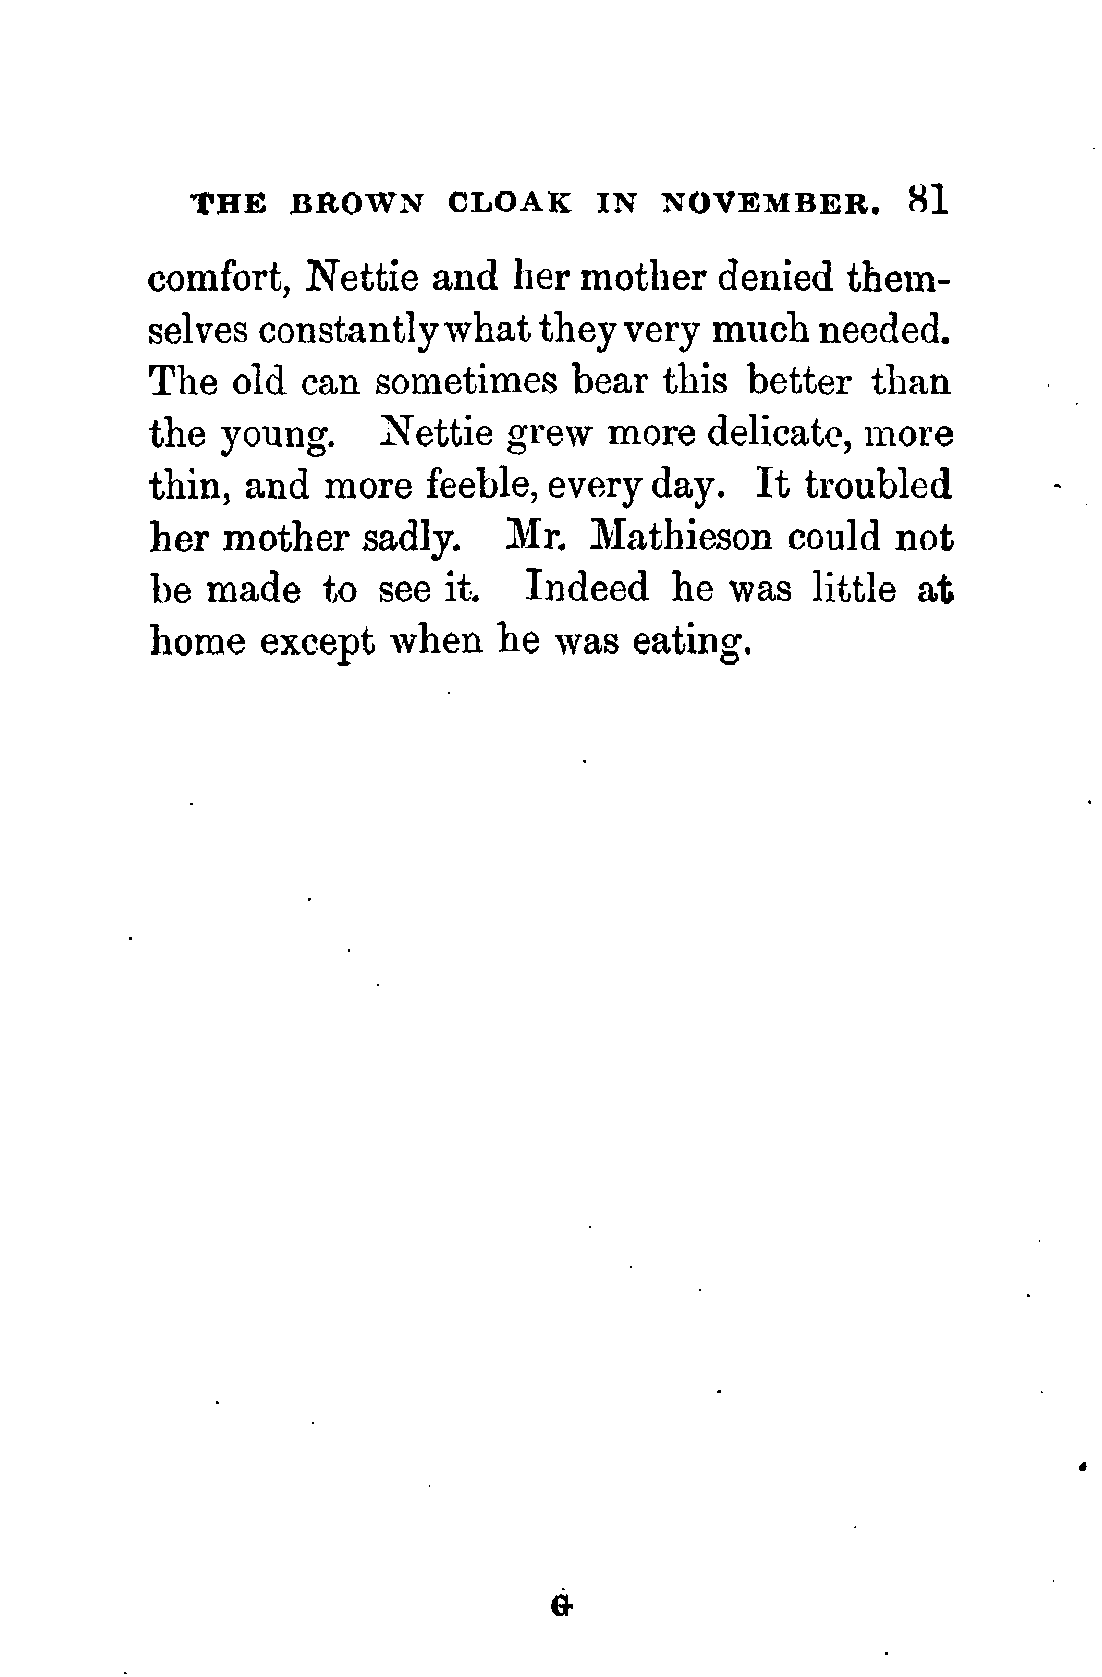 THE BROWN CLOAK IN NOVEMBER. 81
comfort, Nettie and her mother denied them-
selves constantly what they very much needed.
The old can sometimes bear this better than
the young. Nettie grew more delicate, more
thin, and more feeble, every day. It troubled
her mother sadly. Mr. Mathieson could not
be made to see it. Indeed he was little at
home except when he was eating.
G